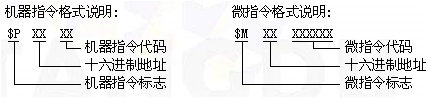 机器指令格式说明:
$P XX XX
机器指令代码
十六进制地址
机器指令标志
微指令格式说明:
$M XX XXXXXX
微指令代码
十六进制地址
微指令标志